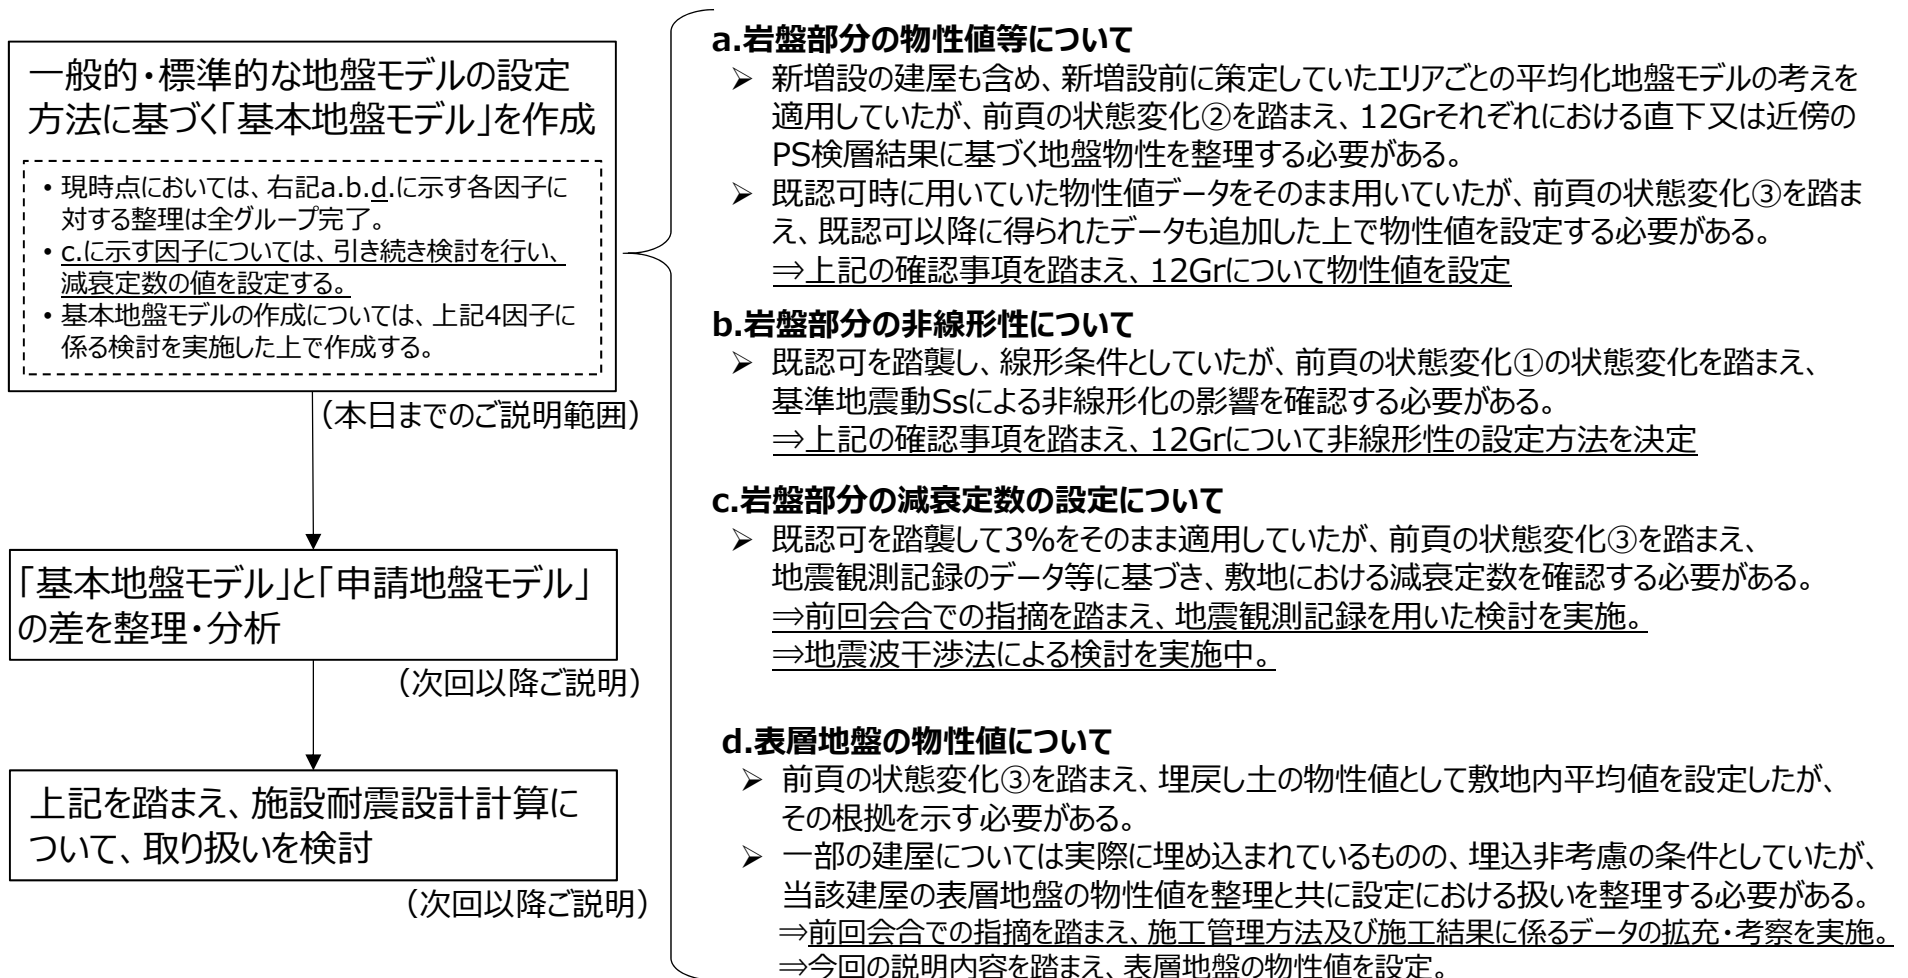 一般的・標準的な地盤モデルの設定
方法に基づく「基本地盤モデル」を作成
• 現時点においては、右記a.b.d.に示す各因子に
対する整理は全グループ完了。
• c.に示す因子については、引き続き検討を行い、
減衰定数の値を設定する。
• 基本地盤モデルの作成については、上記4因子に
係る検討を実施した上で作成する。
（本日までのご説明範囲）
「基本地盤モデル」と「申請地盤モデル」
の差を整理・分析
（次回以降ご説明）
上記を踏まえ、施設耐震設計計算に
ついて、取り扱いを検討
（次回以降ご説明）
a.岩盤部分の物性値等について
➢ 新増設の建屋も含め、新増設前に策定していたエリアごとの平均化地盤モデルの考えを
適用していたが、前頁の状態変化②を踏まえ、12Grそれぞれにおける直下又は近傍の
PS検層結果に基づく地盤物性を整理する必要がある。
➢ 既認可時に用いていた物性値データをそのまま用いていたが、前頁の状態変化③を踏ま
え、既認可以降に得られたデータも追加した上で物性値を設定する必要がある。
⇒上記の確認事項を踏まえ、12Grについて物性値を設定
b.岩盤部分の非線形性について
➢ 既認可を踏襲し、線形条件としていたが、前頁の状態変化①の状態変化を踏まえ、
基準地震動Ssによる非線形化の影響を確認する必要がある。
⇒上記の確認事項を踏まえ、12Grについて非線形性の設定方法を決定
c.岩盤部分の減衰定数の設定について
➢ 既認可を踏襲して3%をそのまま適用していたが、前頁の状態変化③を踏まえ、
地震観測記録のデータ等に基づき、敷地における減衰定数を確認する必要がある。
⇒前回会合での指摘を踏まえ、地震観測記録を用いた検討を実施。
⇒地震波干渉法による検討を実施中。
d.表層地盤の物性値について
➢ 前頁の状態変化③を踏まえ、埋戻し土の物性値として敷地内平均値を設定したが、
その根拠を示す必要がある。
➢ 一部の建屋については実際に埋め込まれているものの、埋込非考慮の条件としていたが、
当該建屋の表層地盤の物性値を整理と共に設定における扱いを整理する必要がある。
⇒前回会合での指摘を踏まえ、施工管理方法及び施工結果に係るデータの拡充・考察を実施。
⇒今回の説明内容を踏まえ、表層地盤の物性値を設定。